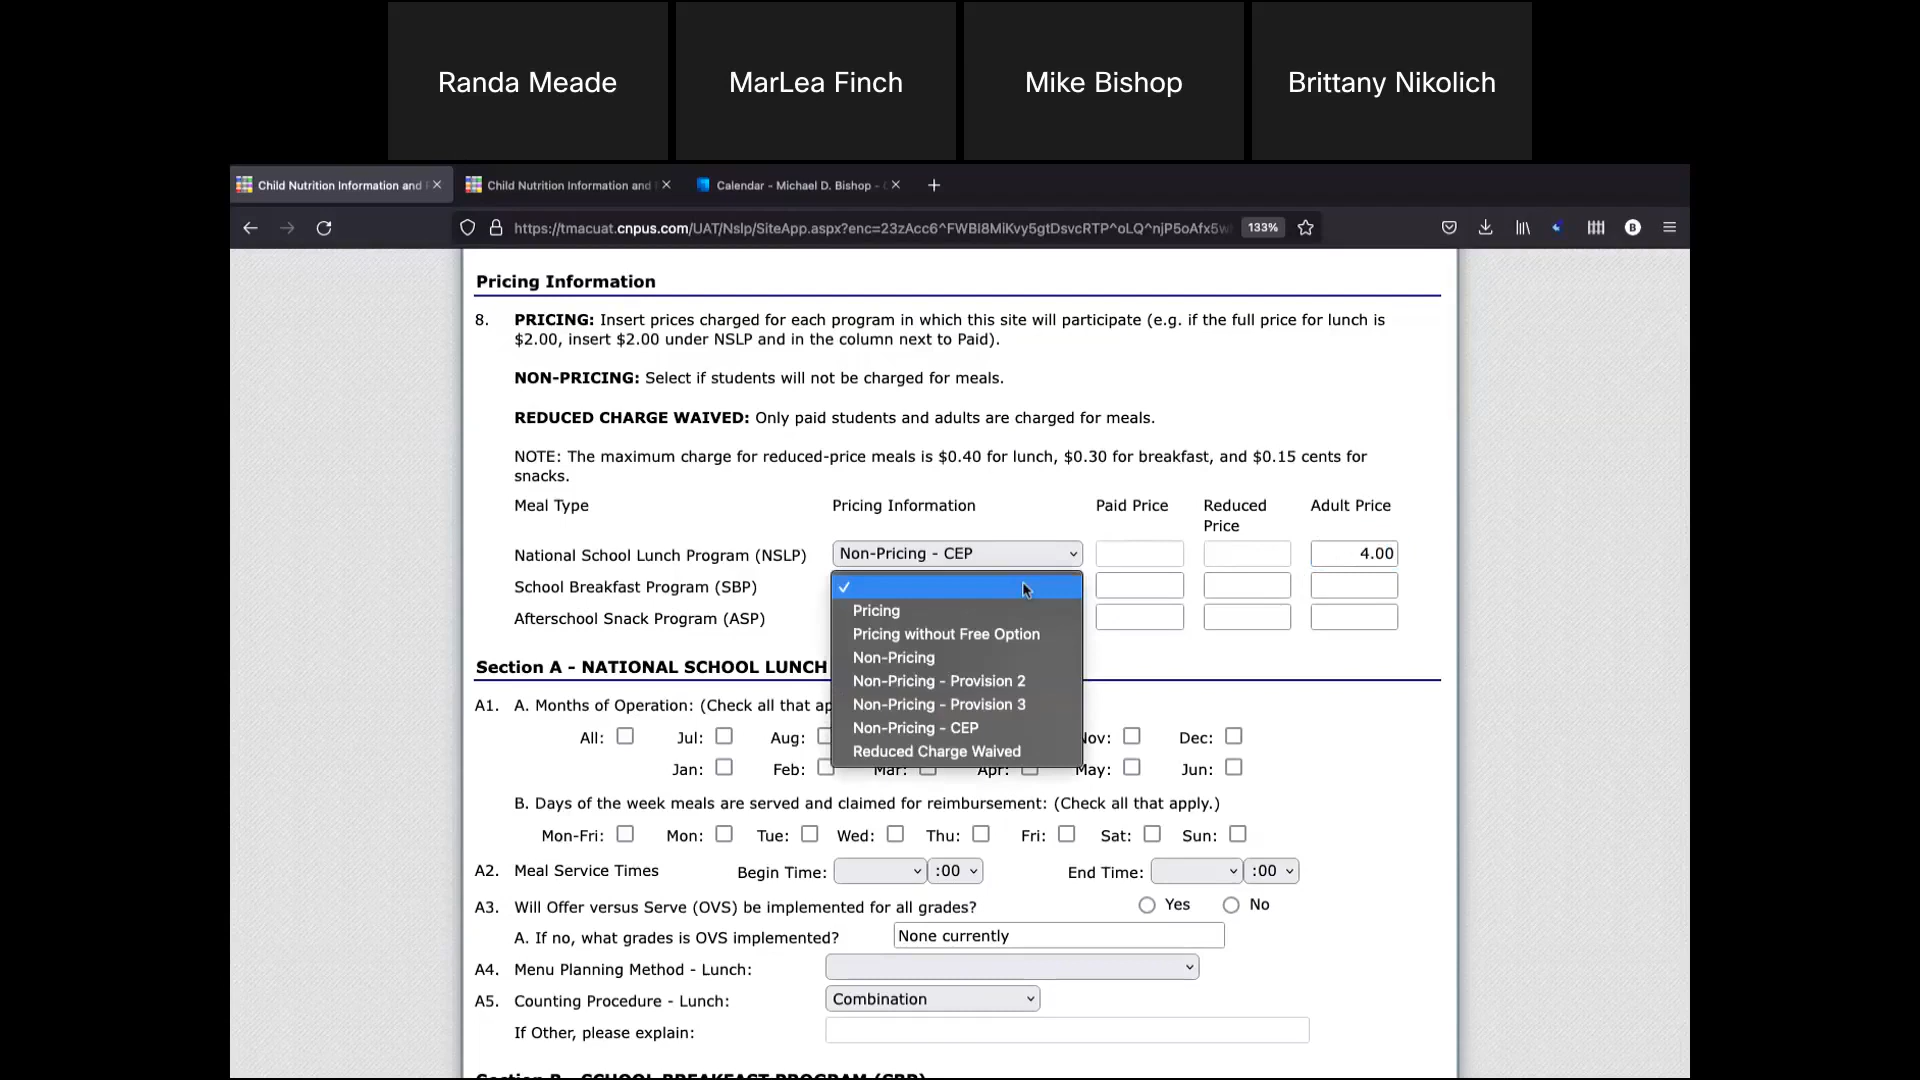 Randa Meade
MarLea Finch
Mike Bishop
Brittany Nikolich
Child Nutrition Information and
Child Nutrition Information and
Calendar - Michael D. Bishop -
https://tmacuat.cnpus.com/UAT/Nslp/SiteApp.aspx?enc=23zAcc6^FWBI8MiKvy5gtDsvcRTP^oLQ^njP5oAfx5w
133%
B
Pricing Information
8. PRICING: Insert prices charged for each program in which this site will participate (e.g. if the full price for lunch is
$2.00, insert $2.00 under NSLP and in the column next to Paid).
NON-PRICING: Select if students will not be charged for meals.
REDUCED CHARGE WAIVED: Only paid students and adults are charged for meals.
NOTE: The maximum charge for reduced-price meals is $0.40 for lunch, $0.30 for breakfast, and $0.15 cents for
snacks.
Meal Type Pricing Information Paid Price Reduced Price Adult Price
National School Lunch Program (NSLP) Non-Pricing - CEP 4.00
School Breakfast Program (SBP)
Afterschool Snack Program (ASP)
Pricing
Pricing without Free Option
Non-Pricing
Non-Pricing - Provision 2
Non-Pricing - Provision 3
Non-Pricing - CEP
Reduced Charge Waived
Section A - NATIONAL SCHOOL LUNCH
A1. A. Months of Operation: (Check all that ap
All: Jul: Aug: Nov: Dec:
Jan: Feb: Mar: Apr: May: Jun:
B. Days of the week meals are served and claimed for reimbursement: (Check all that apply.)
Mon-Fri: Mon: Tue: Wed: Thu: Fri: Sat: Sun:
A2. Meal Service Times Begin Time: :00 End Time: :00
A3. Will Offer versus Serve (OVS) be implemented for all grades? Yes No
A. If no, what grades is OVS implemented? None currently
A4. Menu Planning Method - Lunch:
A5. Counting Procedure - Lunch: Combination
If Other, please explain:
Section B - SCHOOL BREAKFAST PROGRAM (SBP)